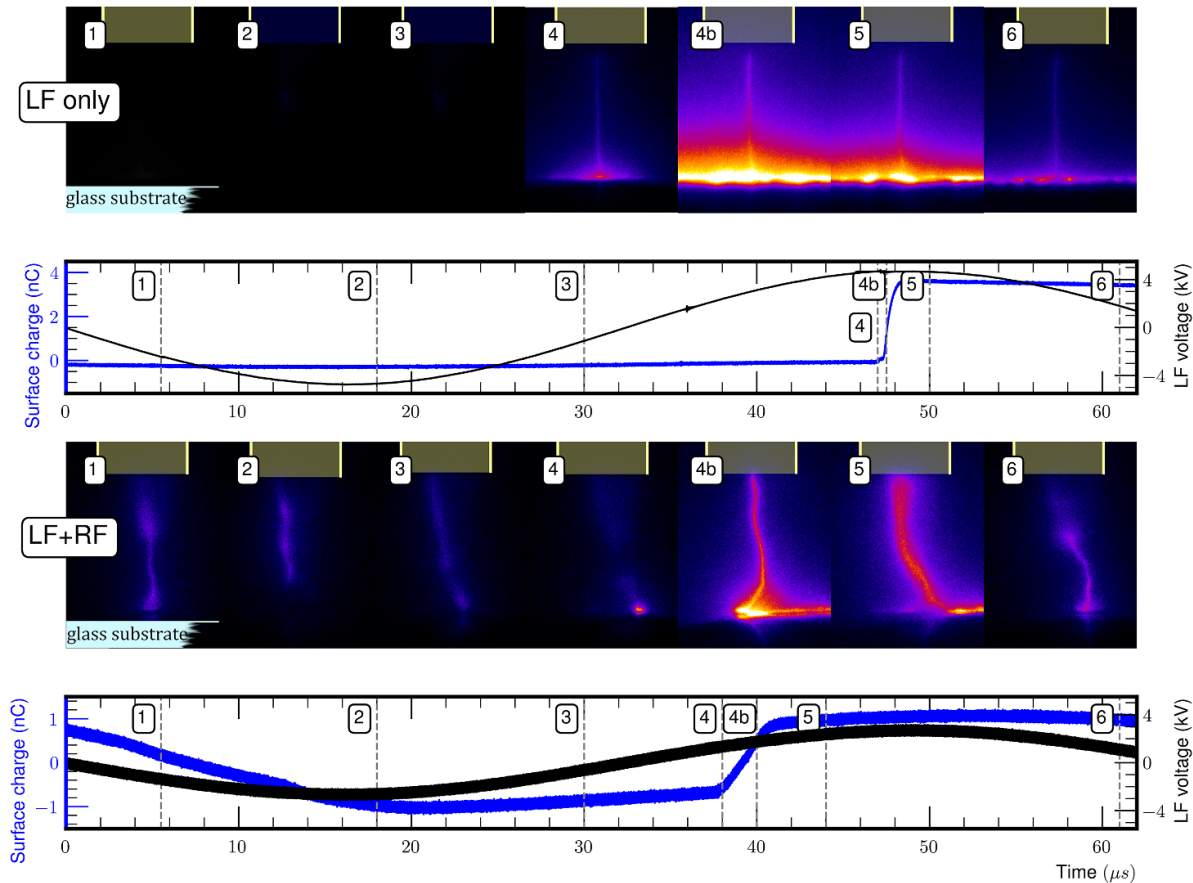 1 2 3 4 4b 5 6
LF only
glass substrate
Surface charge (nC)
4
2
0
1 2 3 4 4b 5 6
4
0
−4
LF voltage (kV)
0 10 20 30 40 50 60
1 2 3 4 4b 5 6
LF+RF
glass substrate
Surface charge (nC)
1
0
−1
1 2 3 4 4b 5 6
4
0
−4
LF voltage (kV)
0 10 20 30 40 50 60
Time (μs)